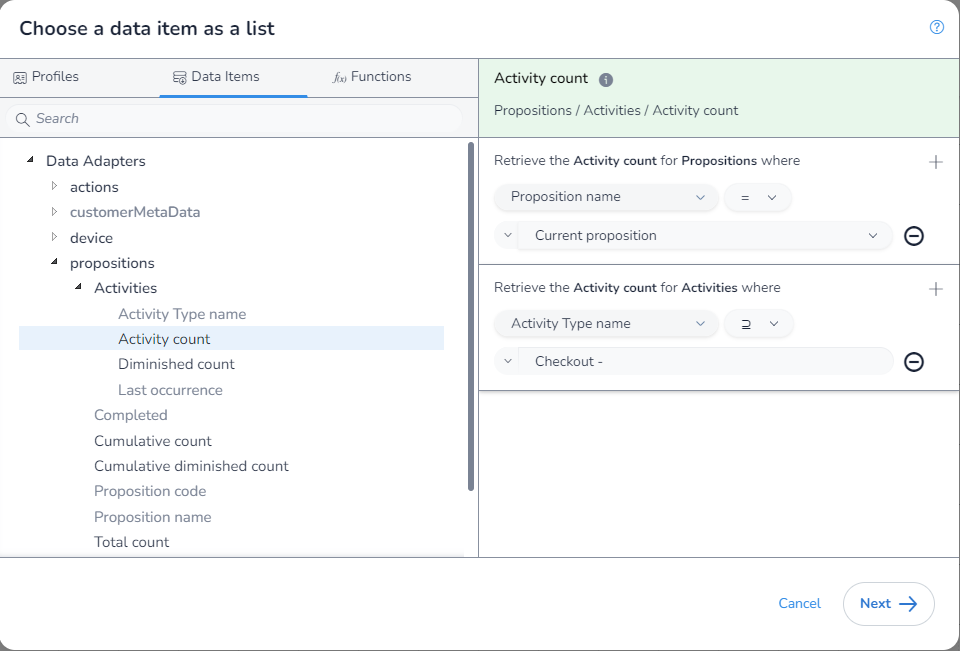 Choose a data item as a list
?
Profiles
Data Items
f(x) Functions
Search
Data Adapters
actions
customerMetaData
device
propositions
Activities
Activity Type name
Activity count
Diminished count
Last occurrence
Completed
Cumulative count
Cumulative diminished count
Proposition code
Proposition name
Total count
Activity count i
Propositions / Activities / Activity count
Retrieve the Activity count for Propositions where
Proposition name =
Current proposition
Retrieve the Activity count for Activities where
Activity Type name ⊇
Checkout -
Cancel
Next